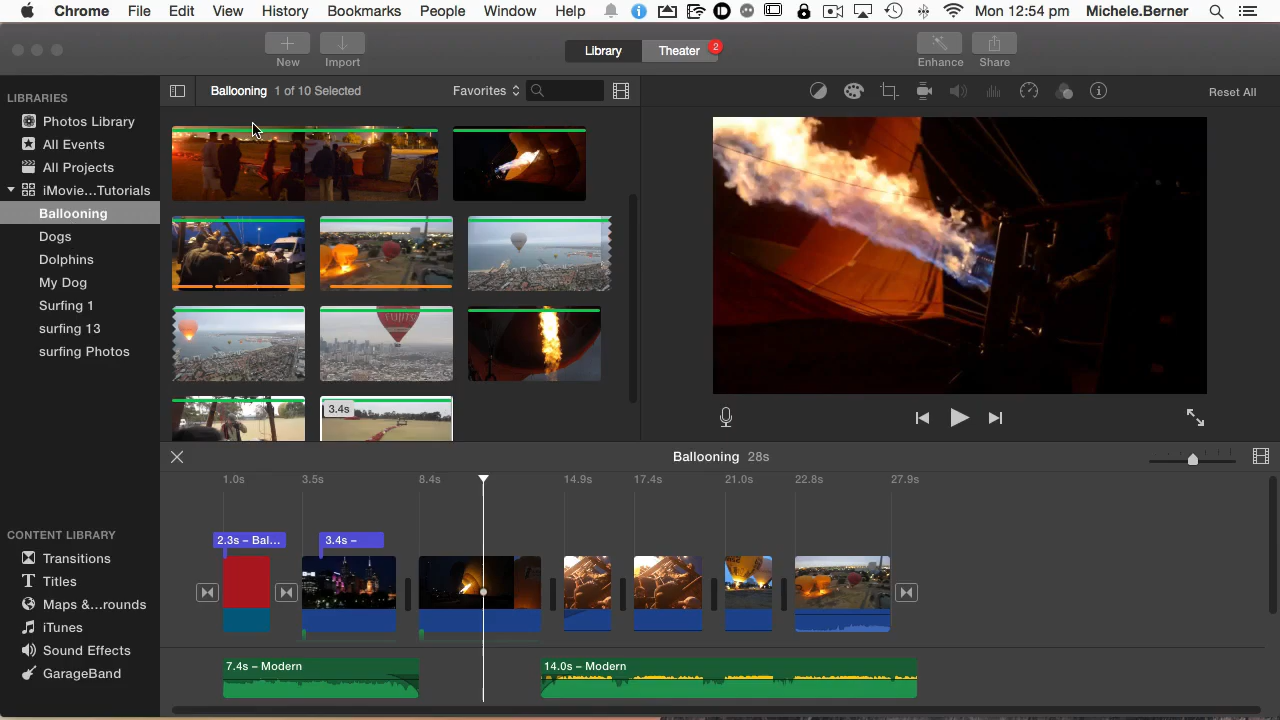 Chrome File Edit View History Bookmarks People Window Help Mon 12:54 pm Michele.Berner
New Import Library Theater 2 Enhance Share
LIBRARIES
Photos Library
All Events
All Projects
iMovie...Tutorials
Ballooning
Dogs
Dolphins
My Dog
Surfing 1
surfing 13
surfing Photos
Ballooning 1 of 10 Selected Favorites
Reset All
3.4s
Ballooning 28s
1.0s 3.5s 8.4s 14.9s 17.4s 21.0s 22.8s 27.9s
2.3s – Bal... 3.4s –
7.4s – Modern 14.0s – Modern
CONTENT LIBRARY
Transitions
Titles
Maps &...rounds
iTunes
Sound Effects
GarageBand